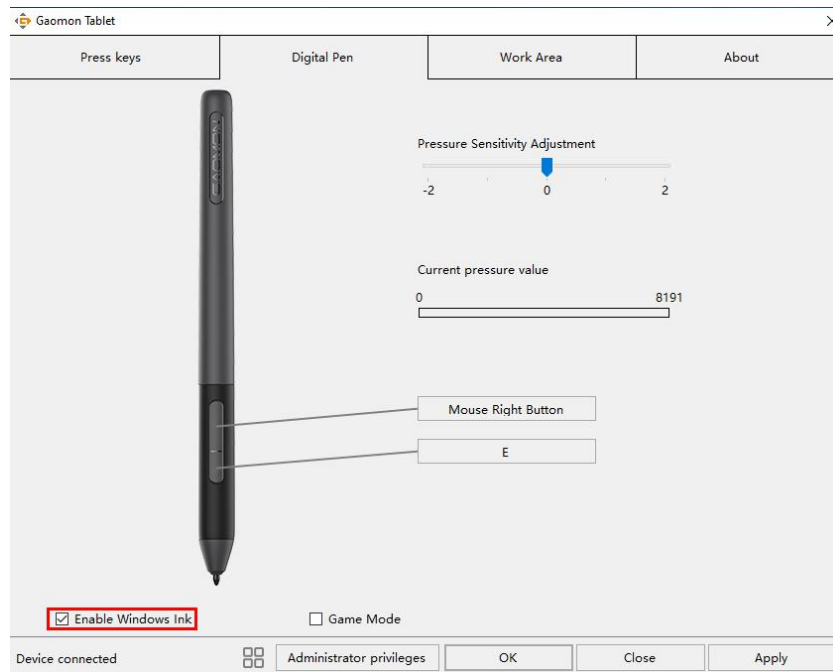 Gaomon Tablet
Press keys
Digital Pen
Work Area
About
GAOMON
Pressure Sensitivity Adjustment
-2 0 2
Current pressure value
0 8191
Mouse Right Button
E
Enable Windows Ink
Game Mode
Device connected
Administrator privileges
OK
Close
Apply